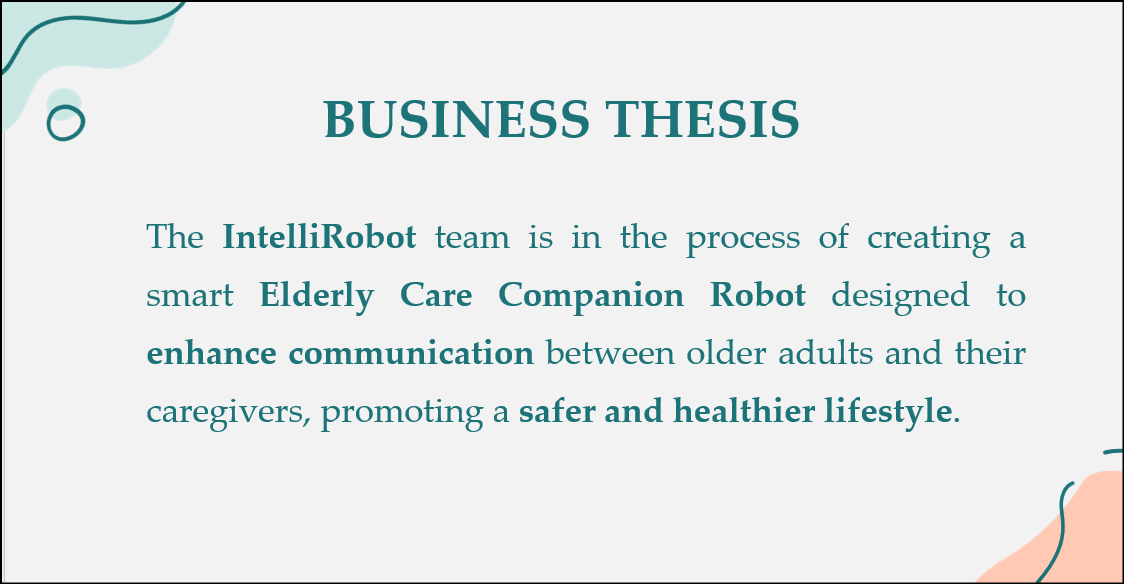 BUSINESS THESIS
The IntelliRobot team is in the process of creating a
smart Elderly Care Companion Robot designed to
enhance communication between older adults and their
caregivers, promoting a safer and healthier lifestyle.